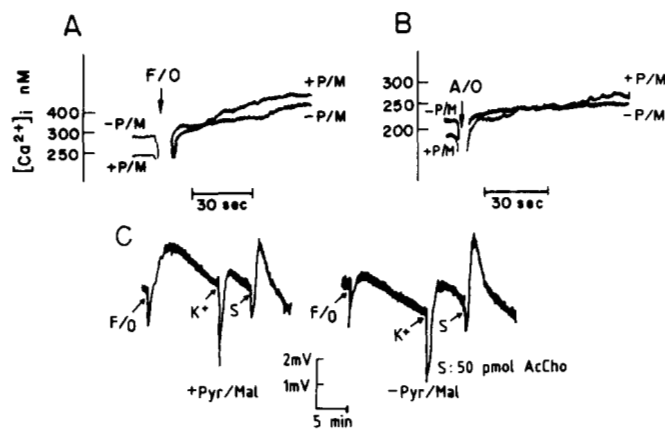 A
F/O
[Ca²⁺]i nM
400
300
250
-P/M
+P/M
+P/M
-P/M
30 sec
B
A/O
300
250
200
-P/M
+P/M
+P/M
-P/M
30 sec
C
F/O
K⁺
S
+Pyr/Mal
F/O
K⁺
S
S: 50 pmol AcCho
-Pyr/Mal
2mV
1mV
5 min